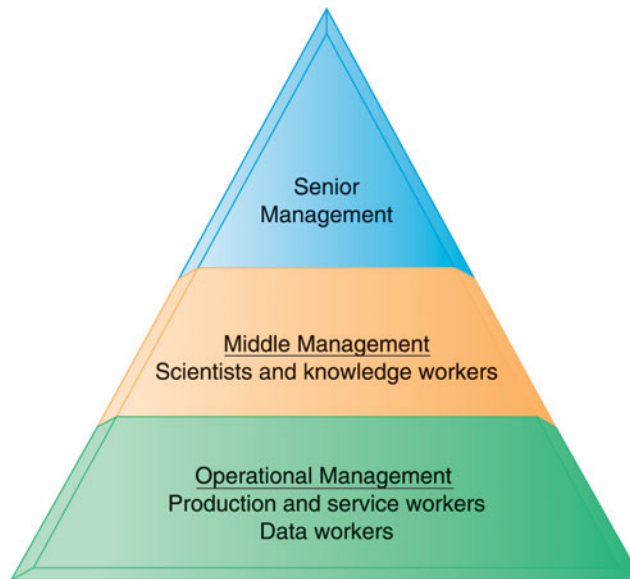 Senior
Management
Middle Management
Scientists and knowledge workers
Operational Management
Production and service workers
Data workers